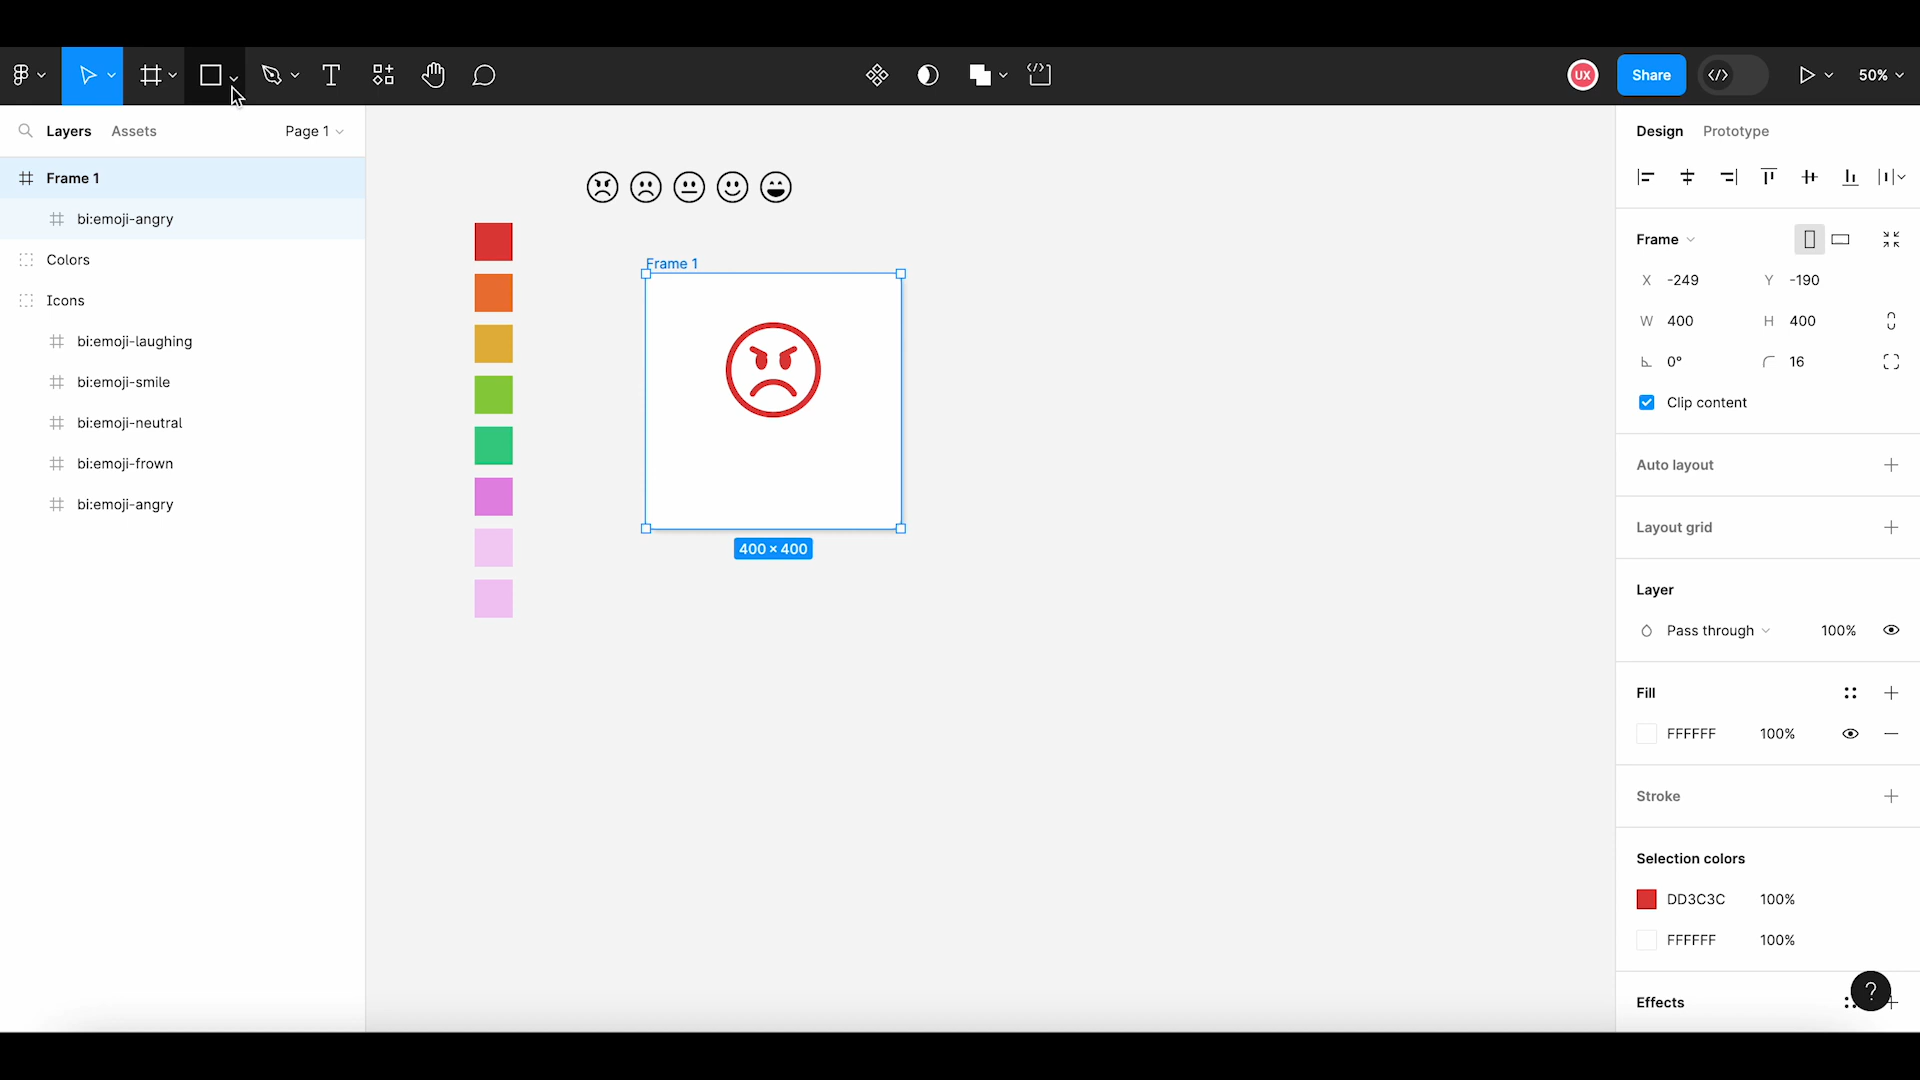 UX
Share
50%
Layers Assets Page 1
Design Prototype
Frame 1
bi:emoji-angry
Colors
Icons
bi:emoji-laughing
bi:emoji-smile
bi:emoji-neutral
bi:emoji-frown
bi:emoji-angry
Frame 1
400 × 400
Frame
X -249 Y -190
W 400 H 400
0° 16
Clip content
Auto layout
Layout grid
Layer
Pass through 100%
Fill
FFFFFF 100%
Stroke
Selection colors
DD3C3C 100%
FFFFFF 100%
Effects
?